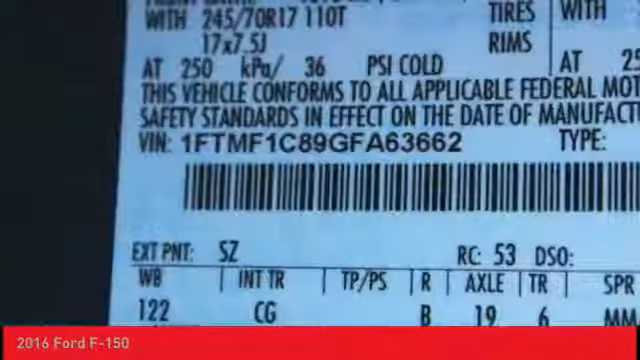 WITH 245/70R17 110T TIRES WITH
17x7.5J RIMS
AT 250 kPa/ 36 PSI COLD AT
THIS VEHICLE CONFORMS TO ALL APPLICABLE FEDERAL MOT
SAFETY STANDARDS IN EFFECT ON THE DATE OF MANUFACT
VIN: 1FTMF1C89GFA63662 TYPE:
EXT PNT: SZ RC: 53 DSO:
WB INT TR TP/PS R AXLE TR SPR
122 CG B 19 6 MM
2016 Ford F-150